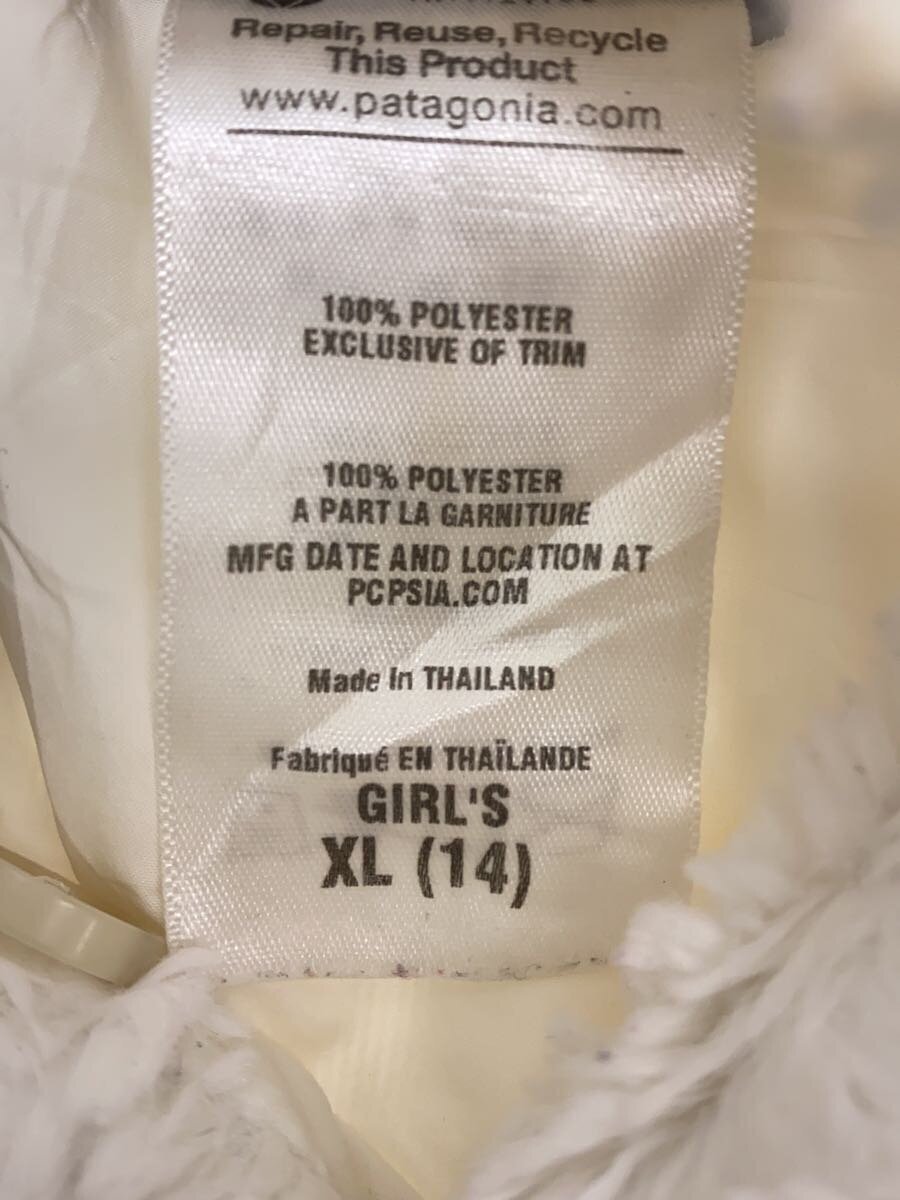 Repair, Reuse, Recycle
This Product
www.patagonia.com
100% POLYESTER
EXCLUSIVE OF TRIM
100% POLYESTER
A PART LA GARNITURE
MFG DATE AND LOCATION AT
PCPSIA.COM
Made in THAILAND
Fabriqué EN THAÏLANDE
GIRL'S
XL (14)